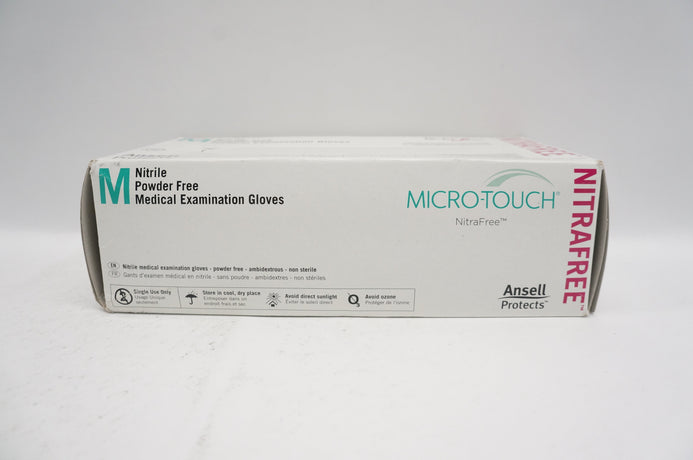 M
Nitrile
Powder Free
Medical Examination Gloves
MICRO-TOUCH®
NitraFree™
NITRAFREE™
EN Nitrile medical examination gloves - powder free - ambidextrous - non sterile
FR Gants d'examen médical en nitrile - sans poudre - ambidextres - non stériles
Single Use Only
Usage Unique seulement
Store in cool, dry place
Entreposer dans un endroit frais et sec
Avoid direct sunlight
Éviter le soleil direct
Avoid ozone
Protéger de l'ozone
Ansell
Protects™